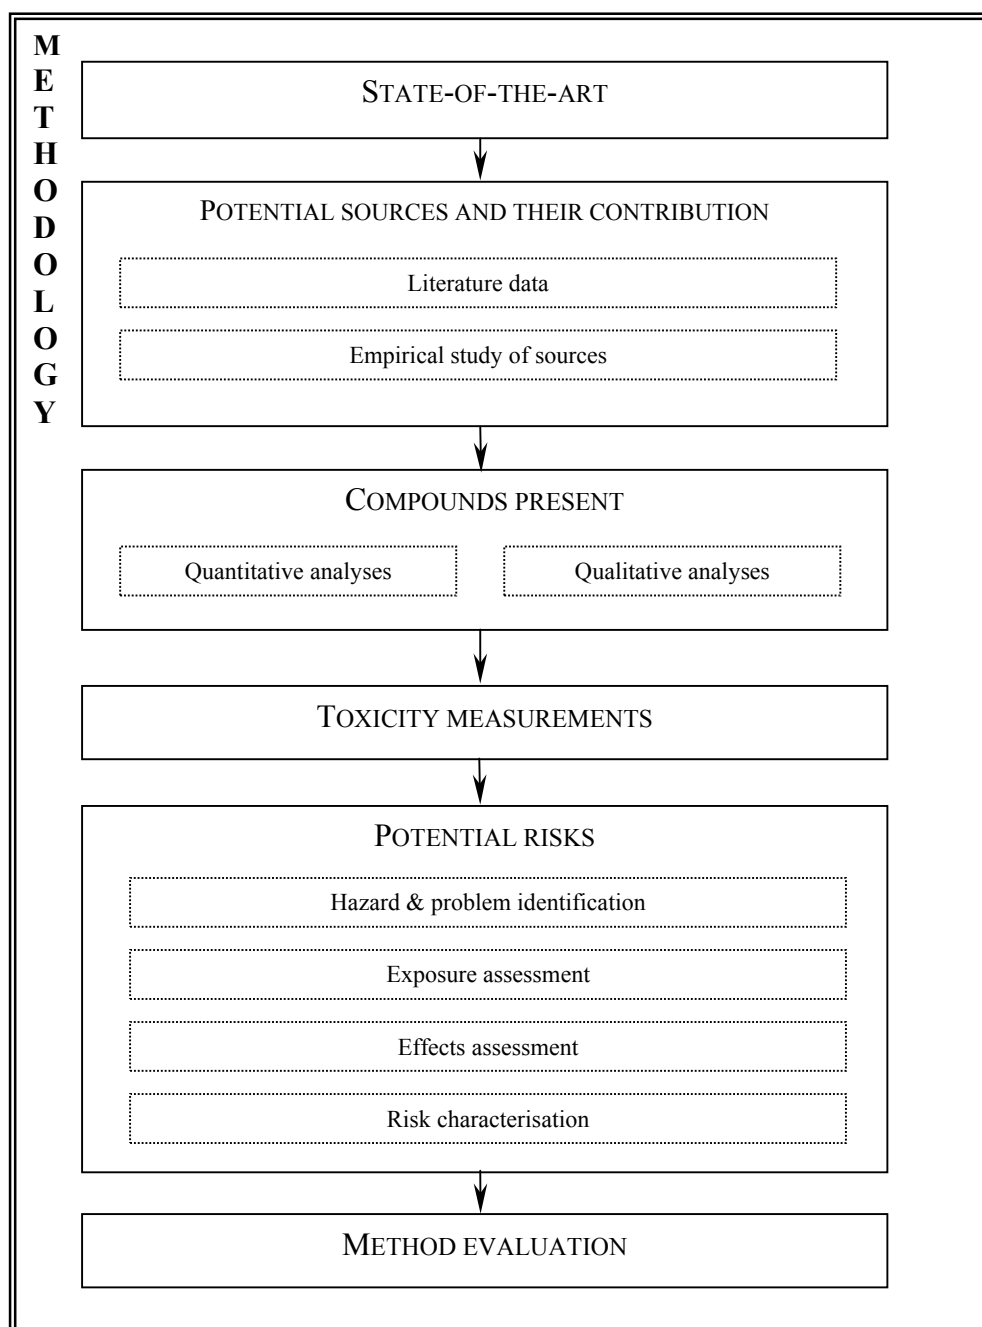 METHODOLOGY
STATE-OF-THE-ART
POTENTIAL SOURCES AND THEIR CONTRIBUTION
Literature data
Empirical study of sources
COMPOUNDS PRESENT
Quantitative analyses
Qualitative analyses
TOXICITY MEASUREMENTS
POTENTIAL RISKS
Hazard & problem identification
Exposure assessment
Effects assessment
Risk characterisation
METHOD EVALUATION